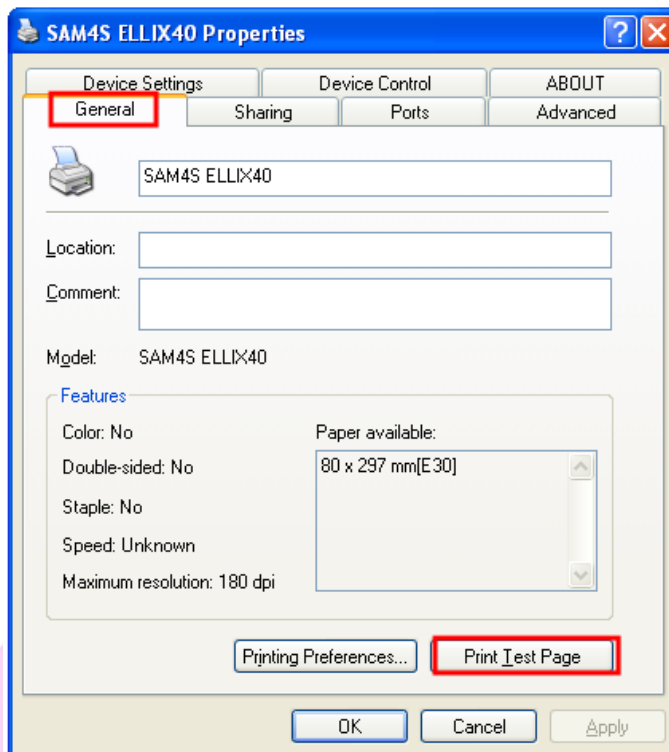 SAM4S ELLIX40 Properties
Device Settings Device Control ABOUT
General Sharing Ports Advanced
SAM4S ELLIX40
Location:
Comment:
Model: SAM4S ELLIX40
Features
Color: No Paper available:
Double-sided: No 80 x 297 mm[E30]
Staple: No
Speed: Unknown
Maximum resolution: 180 dpi
Printing Preferences... Print Test Page
OK Cancel Apply